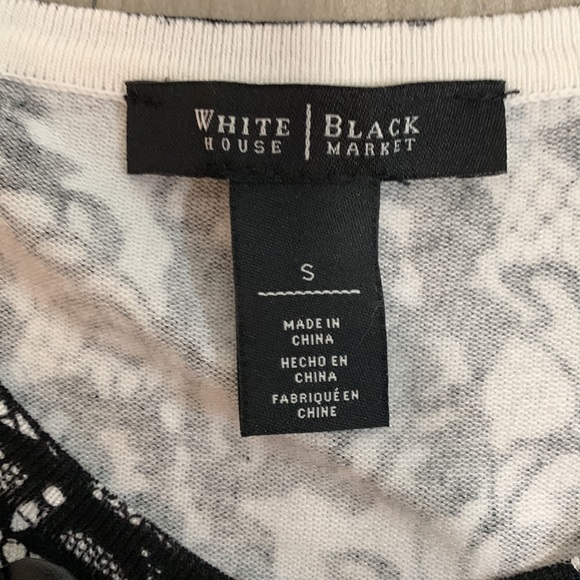 WHITE | BLACK
HOUSE | MARKET
S
MADE IN
CHINA
HECHO EN
CHINA
FABRIQUÉ EN
CHINE